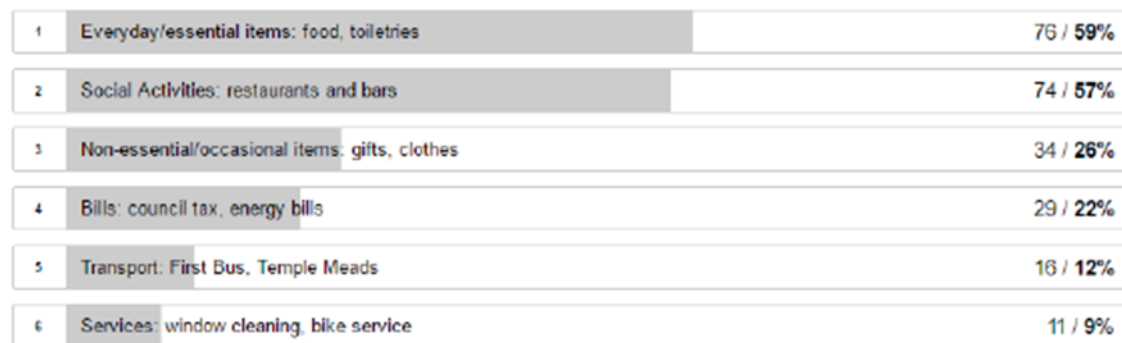 1 Everyday/essential items: food, toiletries 76 / 59%
2 Social Activities: restaurants and bars 74 / 57%
3 Non-essential/occasional items: gifts, clothes 34 / 26%
4 Bills: council tax, energy bills 29 / 22%
5 Transport: First Bus, Temple Meads 16 / 12%
6 Services: window cleaning, bike service 11 / 9%